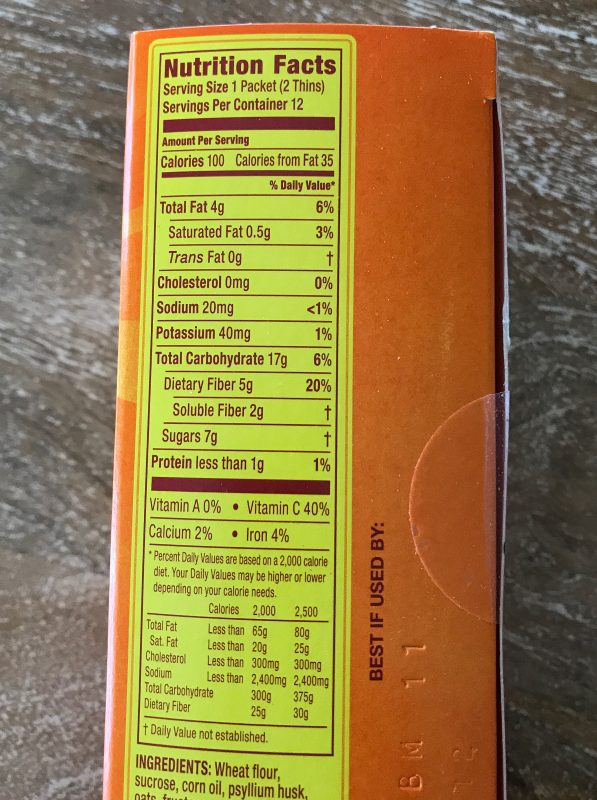 Nutrition Facts
Serving Size 1 Packet (2 Thins)
Servings Per Container 12
Amount Per Serving
Calories 100 Calories from Fat 35
% Daily Value*
Total Fat 4g 6%
Saturated Fat 0.5g 3%
Trans Fat 0g †
Cholesterol 0mg 0%
Sodium 20mg <1%
Potassium 40mg 1%
Total Carbohydrate 17g 6%
Dietary Fiber 5g 20%
Soluble Fiber 2g †
Sugars 7g †
Protein less than 1g 1%
Vitamin A 0% • Vitamin C 40%
Calcium 2% • Iron 4%
* Percent Daily Values are based on a 2,000 calorie
diet. Your Daily Values may be higher or lower
depending on your calorie needs.
Calories 2,000 2,500
Total Fat Less than 65g 80g
Sat. Fat Less than 20g 25g
Cholesterol Less than 300mg 300mg
Sodium Less than 2,400mg 2,400mg
Total Carbohydrate 300g 375g
Dietary Fiber 25g 30g
† Daily Value not established.
INGREDIENTS: Wheat flour,
sucrose, corn oil, psyllium husk,
BEST IF USED BY:
BM 11